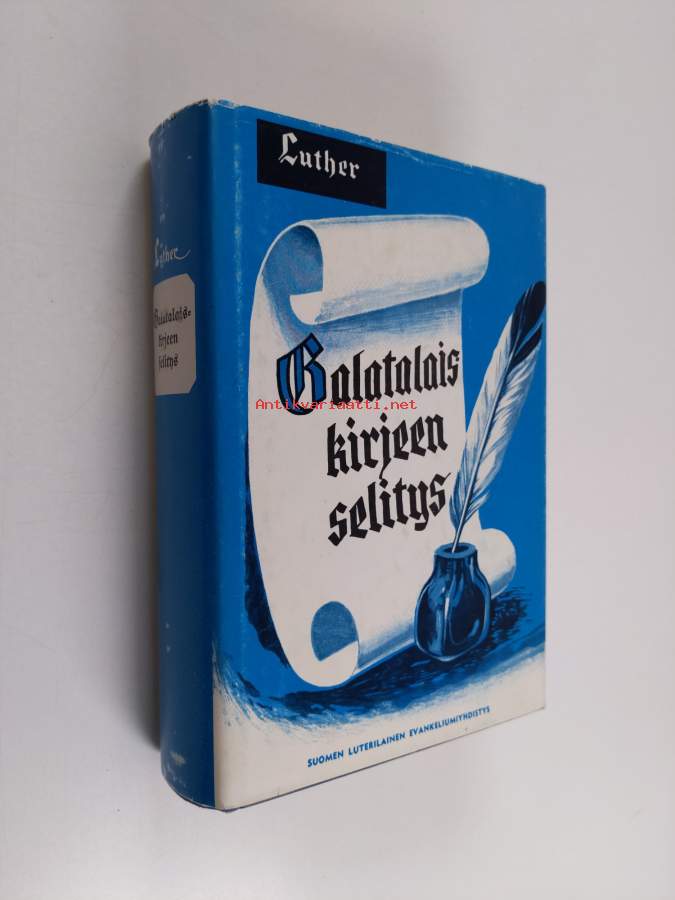 Luther
Galatalais
kirjeen
selitys
SUOMEN LUTERILAINEN EVANKELIUMIYHDISTYS
Luther
Galatalais-
kirjeen
selitys
Antikvariaatti.net